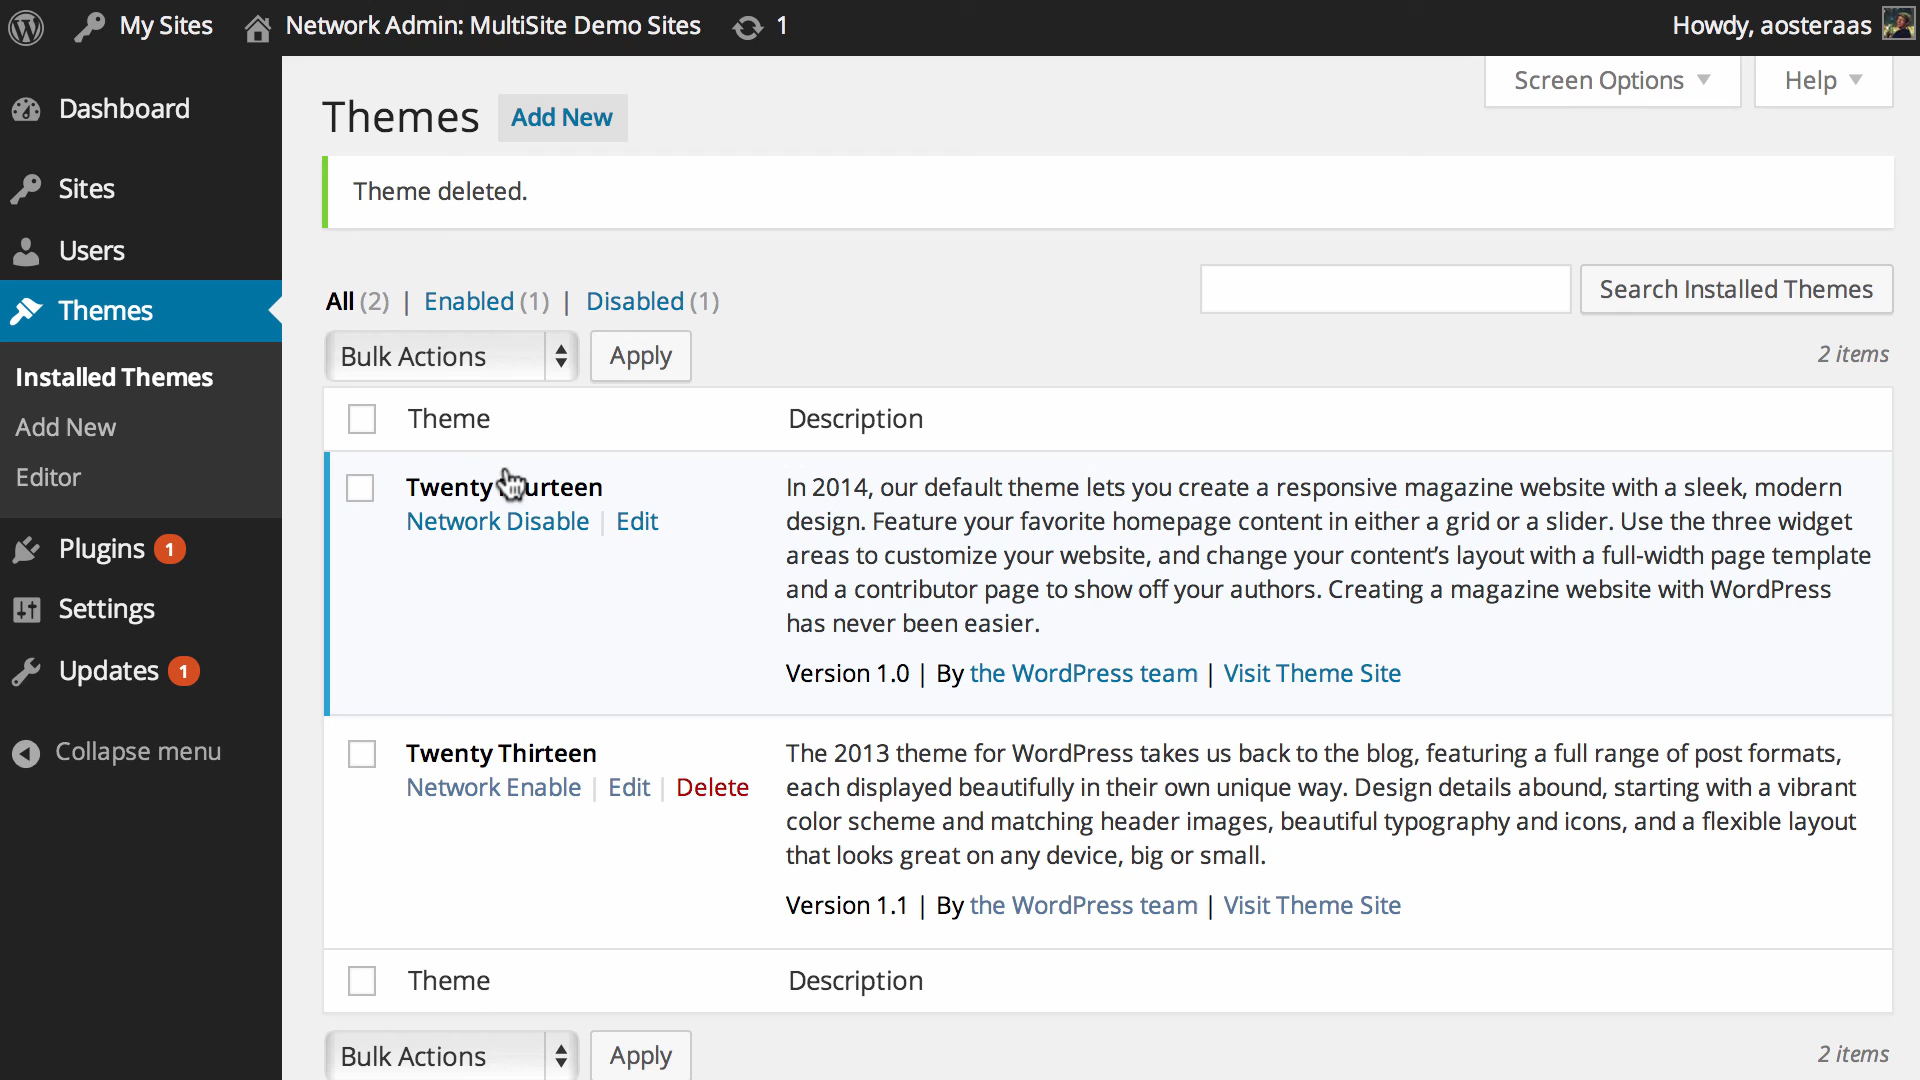 My Sites Network Admin: MultiSite Demo Sites 1 Howdy, aosteraas
Dashboard
Sites
Users
Themes
Installed Themes
Add New
Editor
Plugins 1
Settings
Updates 1
Collapse menu
Screen Options Help
Themes Add New
Theme deleted.
All (2) | Enabled (1) | Disabled (1)
Search Installed Themes
Bulk Actions Apply 2 items
Theme Description
Twenty
Network Disable | Edit
In 2014, our default theme lets you create a responsive magazine website with a sleek, modern
design. Feature your favorite homepage content in either a grid or a slider. Use the three widget
areas to customize your website, and change your content’s layout with a full-width page template
and a contributor page to show off your authors. Creating a magazine website with WordPress
has never been easier.
Version 1.0 | By the WordPress team | Visit Theme Site
Twenty Thirteen
Network Enable | Edit | Delete
The 2013 theme for WordPress takes us back to the blog, featuring a full range of post formats,
each displayed beautifully in their own unique way. Design details abound, starting with a vibrant
color scheme and matching header images, beautiful typography and icons, and a flexible layout
that looks great on any device, big or small.
Version 1.1 | By the WordPress team | Visit Theme Site
Theme Description
Bulk Actions Apply 2 items